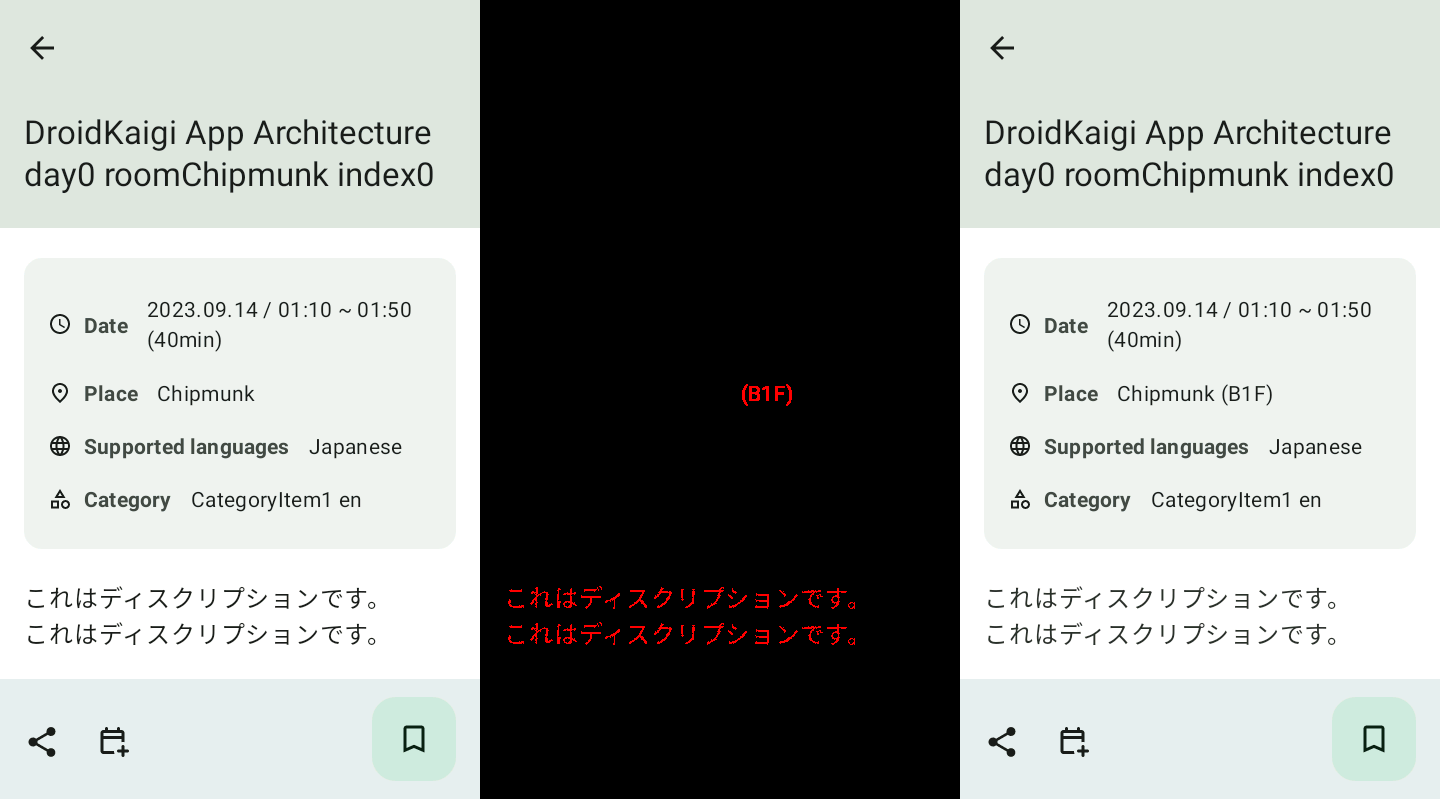 DroidKaigi App Architecture
day0 roomChipmunk index0
Date 2023.09.14 / 01:10 ~ 01:50
(40min)
Place Chipmunk
Supported languages Japanese
Category CategoryItem1 en
これはディスクリプションです。
これはディスクリプションです。
(B1F)
これはディスクリプションです。
これはディスクリプションです。
DroidKaigi App Architecture
day0 roomChipmunk index0
Date 2023.09.14 / 01:10 ~ 01:50
(40min)
Place Chipmunk (B1F)
Supported languages Japanese
Category CategoryItem1 en
これはディスクリプションです。
これはディスクリプションです。